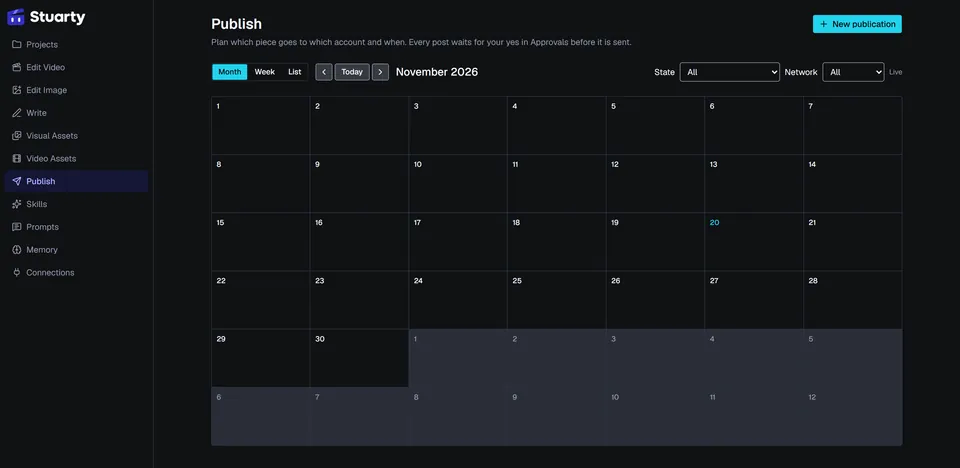 Stuarty
Projects
Edit Video
Edit Image
Write
Visual Assets
Video Assets
Publish
Skills
Prompts
Memory
Connections
Publish
New publication
Plan which piece goes to which account and when. Every post waits for your yes in Approvals before it is sent.
Month Week List Today November 2026 State All Network All Live
1 2 3 4 5 6 7
8 9 10 11 12 13 14
15 16 17 18 19 20 21
22 23 24 25 26 27 28
29 30 1 2 3 4 5
6 7 8 9 10 11 12